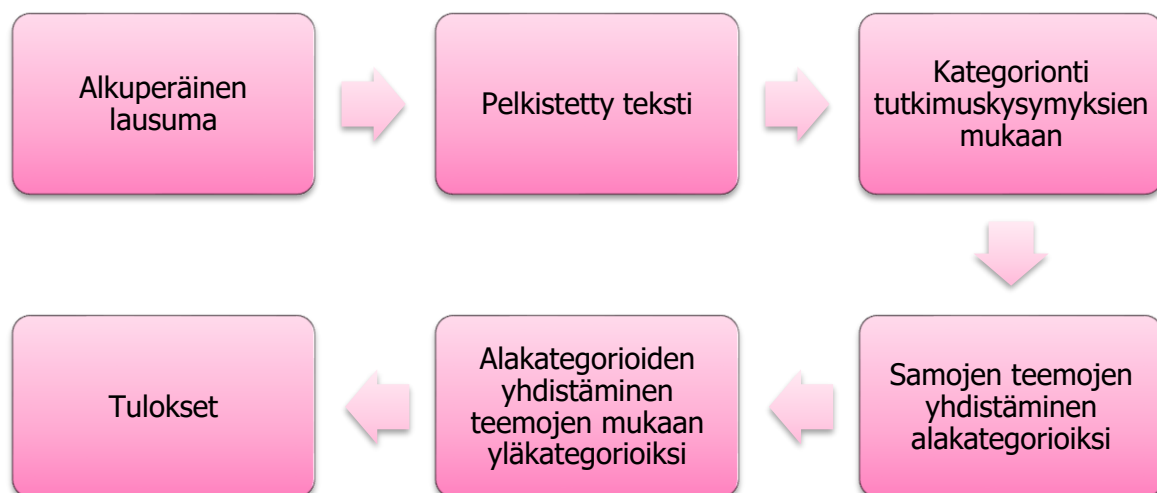 Alkuperäinen
lausuma
Pelkistetty teksti
Kategorionti
tutkimuskysymyksien
mukaan
Samojen teemojen
yhdistäminen
alakategorioiksi
Alakategorioiden
yhdistäminen
teemojen mukaan
yläkategorioiksi
Tulokset